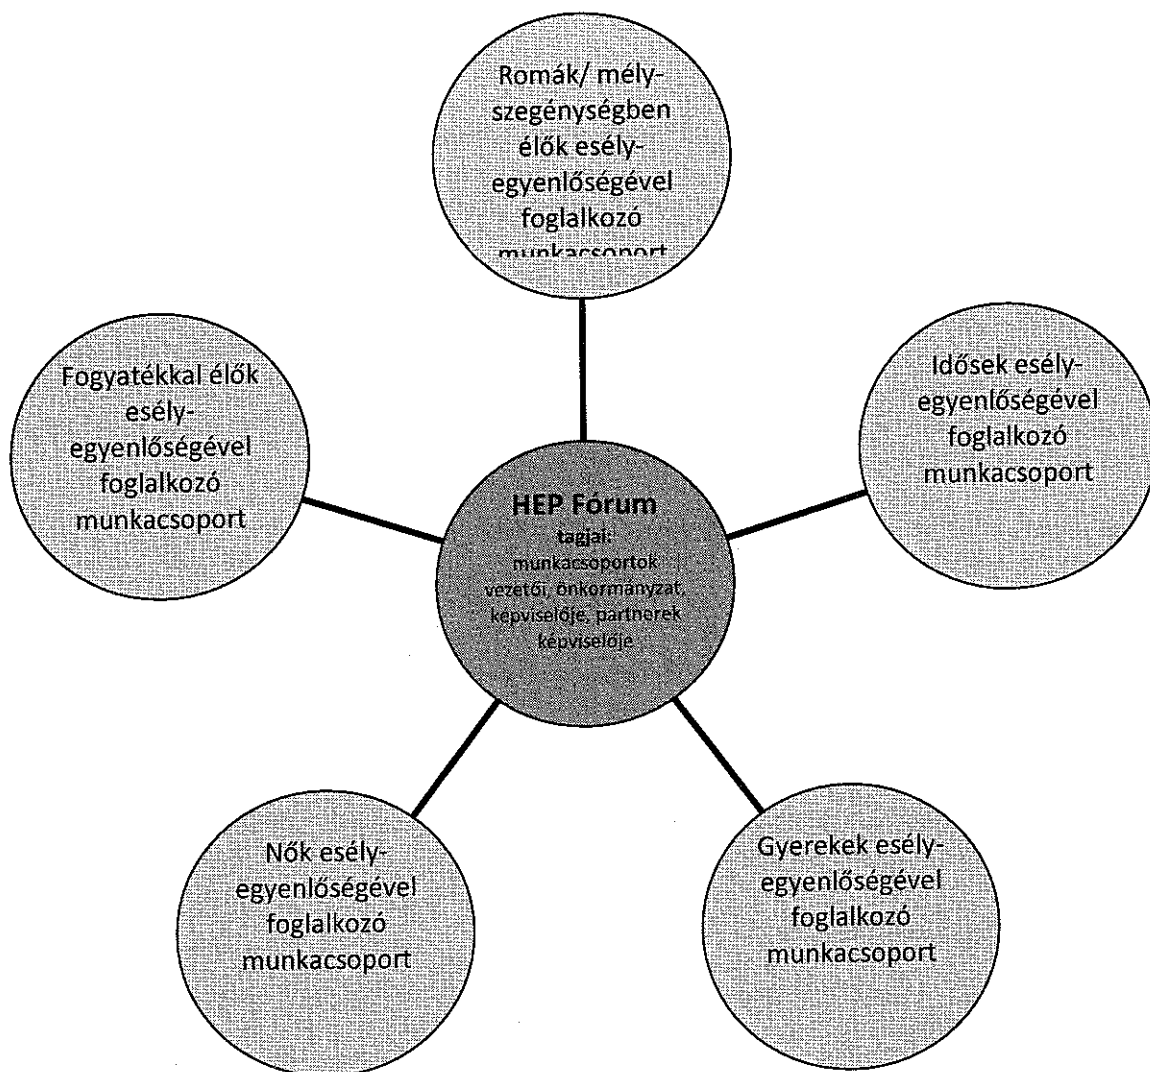 Romák/ mély-
szegénységben
élők esély-
egyenlőségével
foglalkozó
munkacsoport
Fogyatékkal élők
esély-
egyenlőségével
foglalkozó
munkacsoport
Idősek esély-
egyenlőségével
foglalkozó
munkacsoport
HEP Fórum
tagjai:
munkacsoportok
vezetői, önkormányzat,
képviselője, partnerek
képviselője
Nők esély-
egyenlőségével
foglalkozó
munkacsoport
Gyerekek esély-
egyenlőségével
foglalkozó
munkacsoport